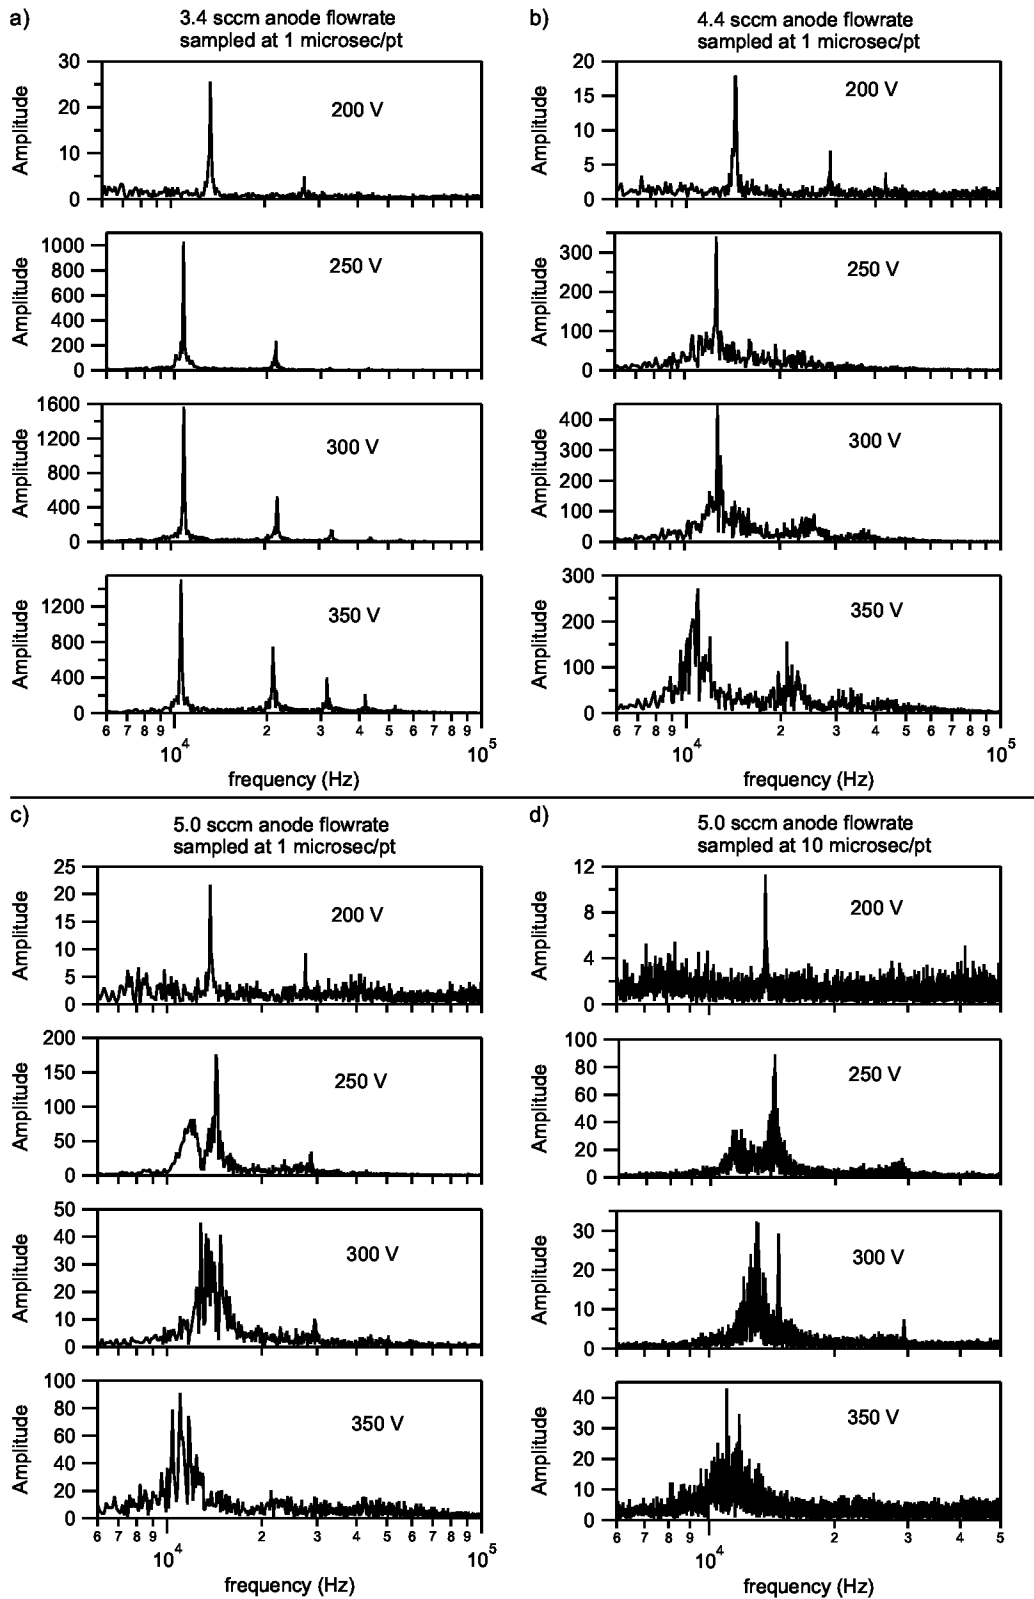 a)
3.4 sccm anode flowrate
sampled at 1 microsec/pt
30
20
10
0
Amplitude
200 V
1000
800
600
400
200
0
Amplitude
250 V
1600
1200
800
400
0
Amplitude
300 V
1200
800
400
0
Amplitude
350 V
6 7 8 9 2 3 4 5 6 7 8 9
10^4 10^5
frequency (Hz)
b)
4.4 sccm anode flowrate
sampled at 1 microsec/pt
20
15
10
5
0
Amplitude
200 V
300
200
100
0
Amplitude
250 V
400
300
200
100
0
Amplitude
300 V
300
200
100
0
Amplitude
350 V
6 7 8 9 2 3 4 5 6 7 8 9
10^4 10^5
frequency (Hz)
c)
5.0 sccm anode flowrate
sampled at 1 microsec/pt
25
20
15
10
5
0
Amplitude
200 V
200
150
100
50
0
Amplitude
250 V
50
40
30
20
10
0
Amplitude
300 V
100
80
60
40
20
0
Amplitude
350 V
6 7 8 9 2 3 4 5 6 7 8 9
10^4 10^5
frequency (Hz)
d)
5.0 sccm anode flowrate
sampled at 10 microsec/pt
12
8
4
0
Amplitude
200 V
100
80
60
40
20
0
Amplitude
250 V
30
20
10
0
Amplitude
300 V
40
30
20
10
0
Amplitude
350 V
6 7 8 9 2 3 4 5
10^4
frequency (Hz)